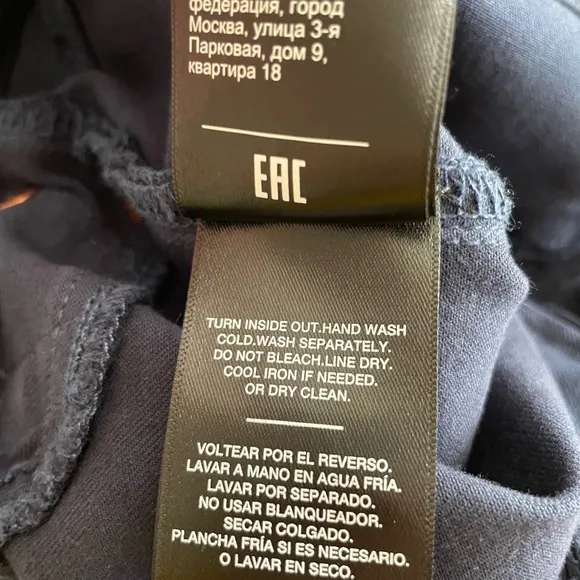 федерация, город
Москва, улица 3-я
Парковая, дом 9,
квартира 18
EAC
TURN INSIDE OUT.HAND WASH
COLD.WASH SEPARATELY.
DO NOT BLEACH.LINE DRY.
COOL IRON IF NEEDED.
OR DRY CLEAN.
VOLTEAR POR EL REVERSO.
LAVAR A MANO EN AGUA FRÍA.
LAVAR POR SEPARADO.
NO USAR BLANQUEADOR.
SECAR COLGADO.
PLANCHA FRÍA SI ES NECESARIO.
O LAVAR EN SECO.